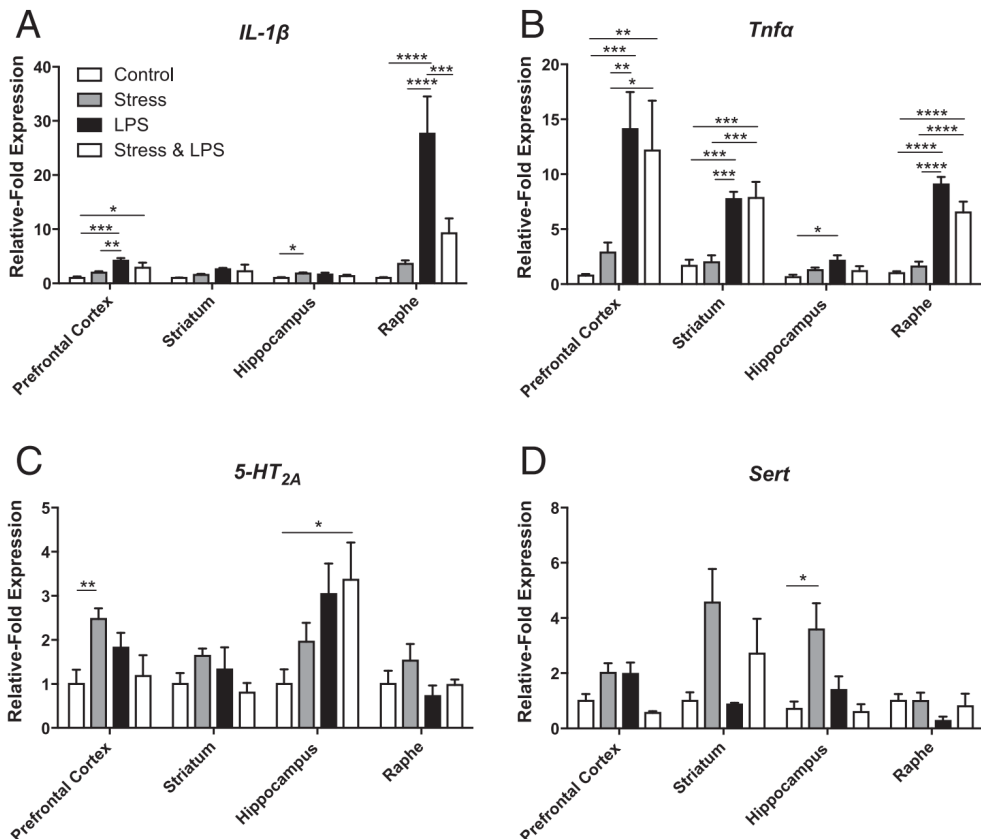 A
IL-1β
Relative-Fold Expression
40
30
20
10
0
Control
Stress
LPS
Stress & LPS
*
***
**
*
****
***
****
Prefrontal Cortex
Striatum
Hippocampus
Raphe
B
Tnfα
Relative-Fold Expression
20
15
10
5
0
**
***
**
*
***
***
***
***
*
****
****
****
****
Prefrontal Cortex
Striatum
Hippocampus
Raphe
C
5-HT2A
Relative-Fold Expression
5
4
3
2
1
0
**
*
Prefrontal Cortex
Striatum
Hippocampus
Raphe
D
Sert
Relative-Fold Expression
8
6
4
2
0
*
Prefrontal Cortex
Striatum
Hippocampus
Raphe